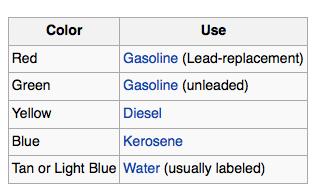 Color Use
Red Gasoline (Lead-replacement)
Green Gasoline (unleaded)
Yellow Diesel
Blue Kerosene
Tan or Light Blue Water (usually labeled)